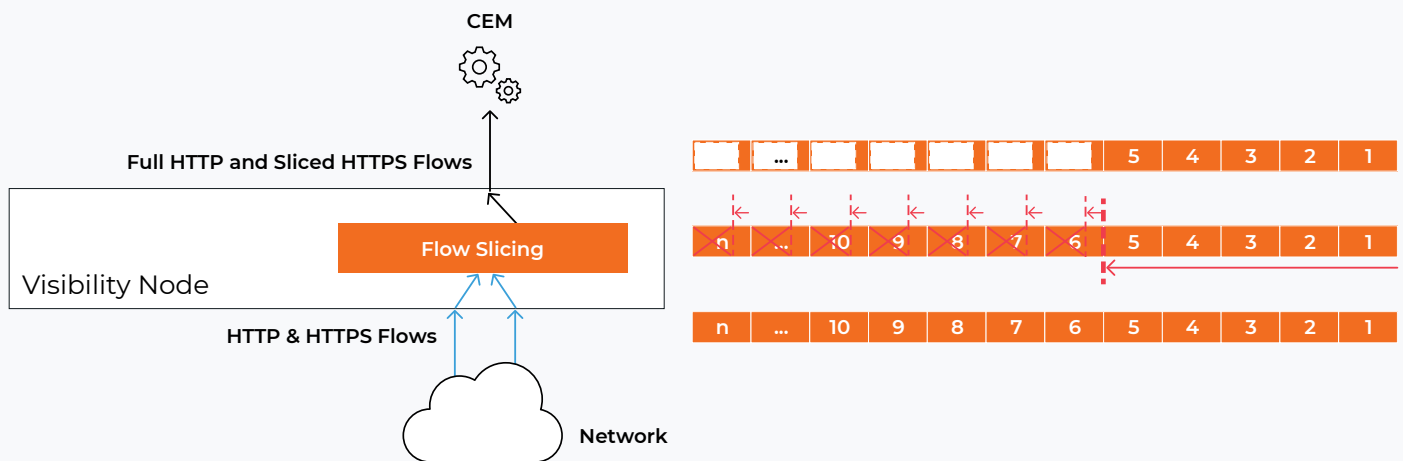 CEM
Full HTTP and Sliced HTTPS Flows
Flow Slicing
Visibility Node
HTTP & HTTPS Flows
Network
... 5 4 3 2 1
n ... 10 9 8 7 6 5 4 3 2 1
n ... 10 9 8 7 6 5 4 3 2 1